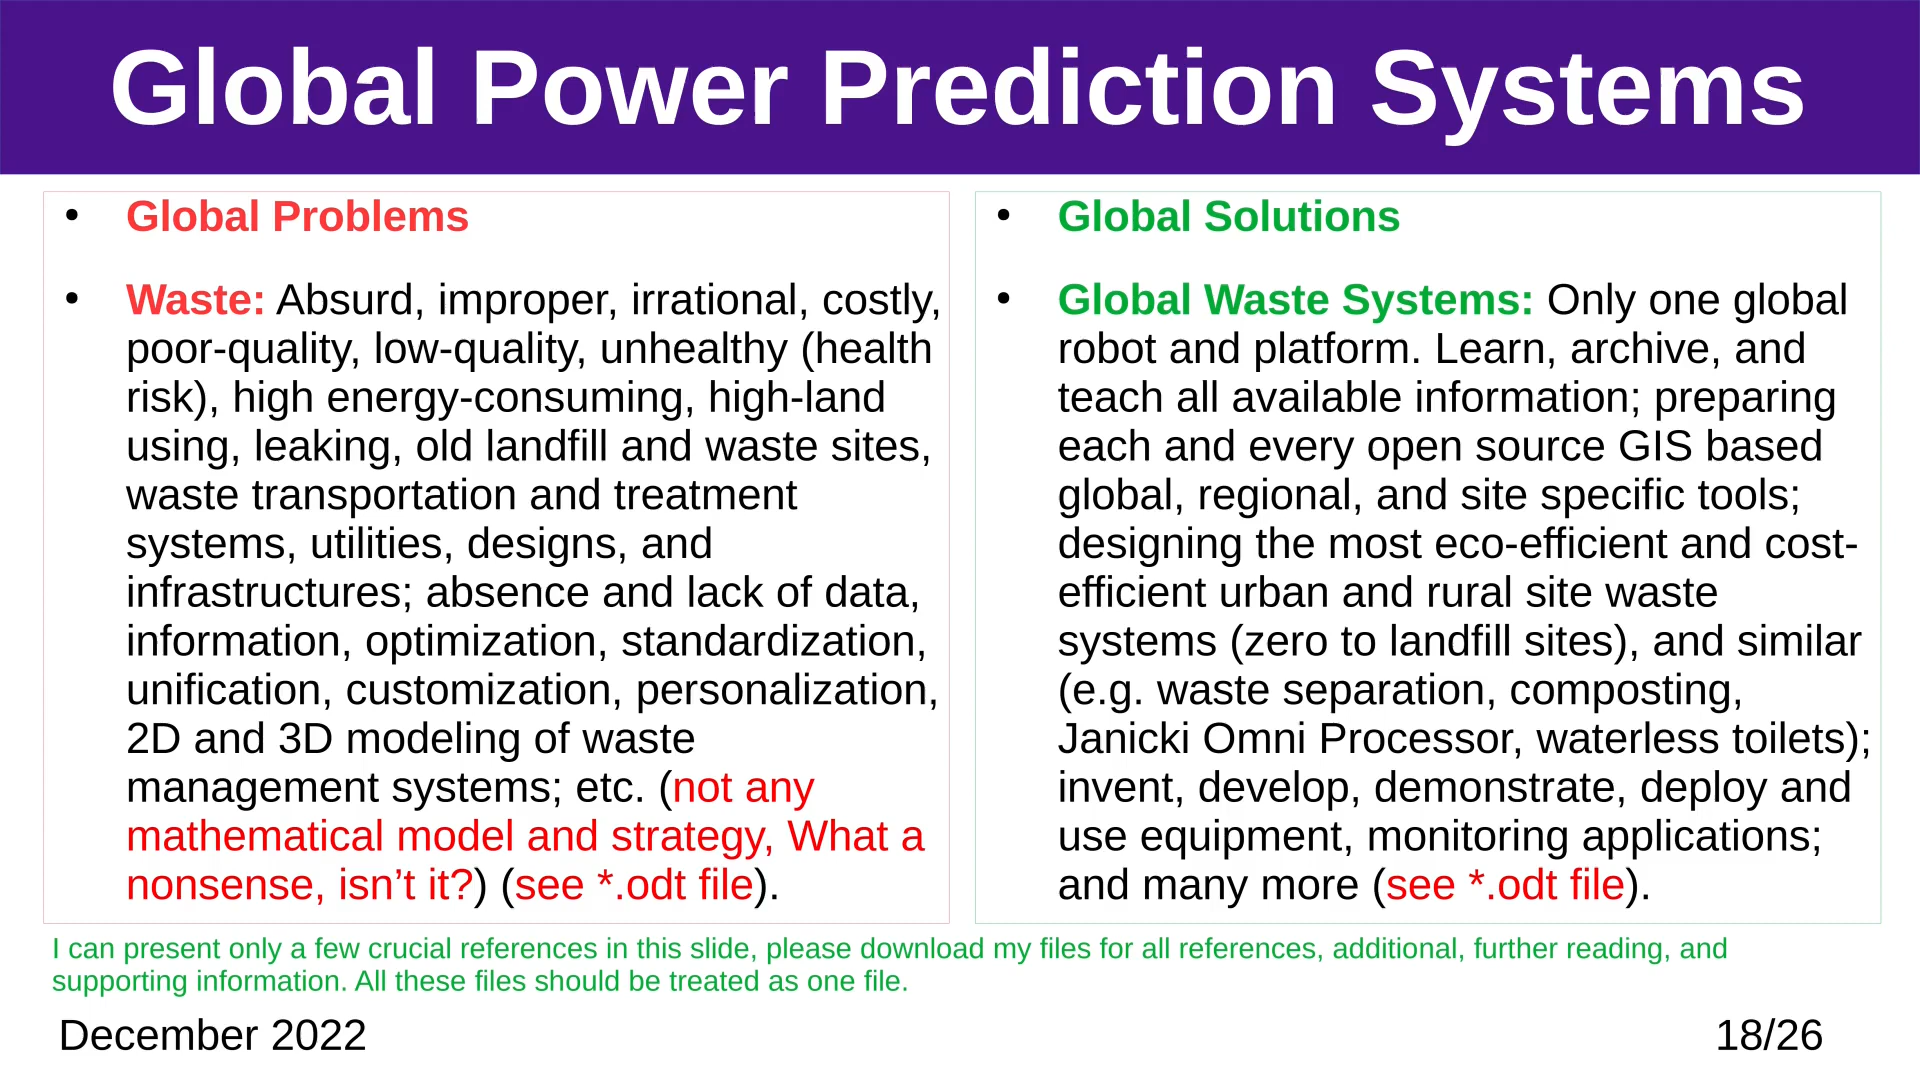 Global Power Prediction Systems
• Global Problems
• Waste: Absurd, improper, irrational, costly,
poor-quality, low-quality, unhealthy (health
risk), high energy-consuming, high-land
using, leaking, old landfill and waste sites,
waste transportation and treatment
systems, utilities, designs, and
infrastructures; absence and lack of data,
information, optimization, standardization,
unification, customization, personalization,
2D and 3D modeling of waste
management systems; etc. (not any
mathematical model and strategy, What a
nonsense, isn’t it?) (see *.odt file).
• Global Solutions
• Global Waste Systems: Only one global
robot and platform. Learn, archive, and
teach all available information; preparing
each and every open source GIS based
global, regional, and site specific tools;
designing the most eco-efficient and cost-
efficient urban and rural site waste
systems (zero to landfill sites), and similar
(e.g. waste separation, composting,
Janicki Omni Processor, waterless toilets);
invent, develop, demonstrate, deploy and
use equipment, monitoring applications;
and many more (see *.odt file).
I can present only a few crucial references in this slide, please download my files for all references, additional, further reading, and
supporting information. All these files should be treated as one file.
December 2022
18/26